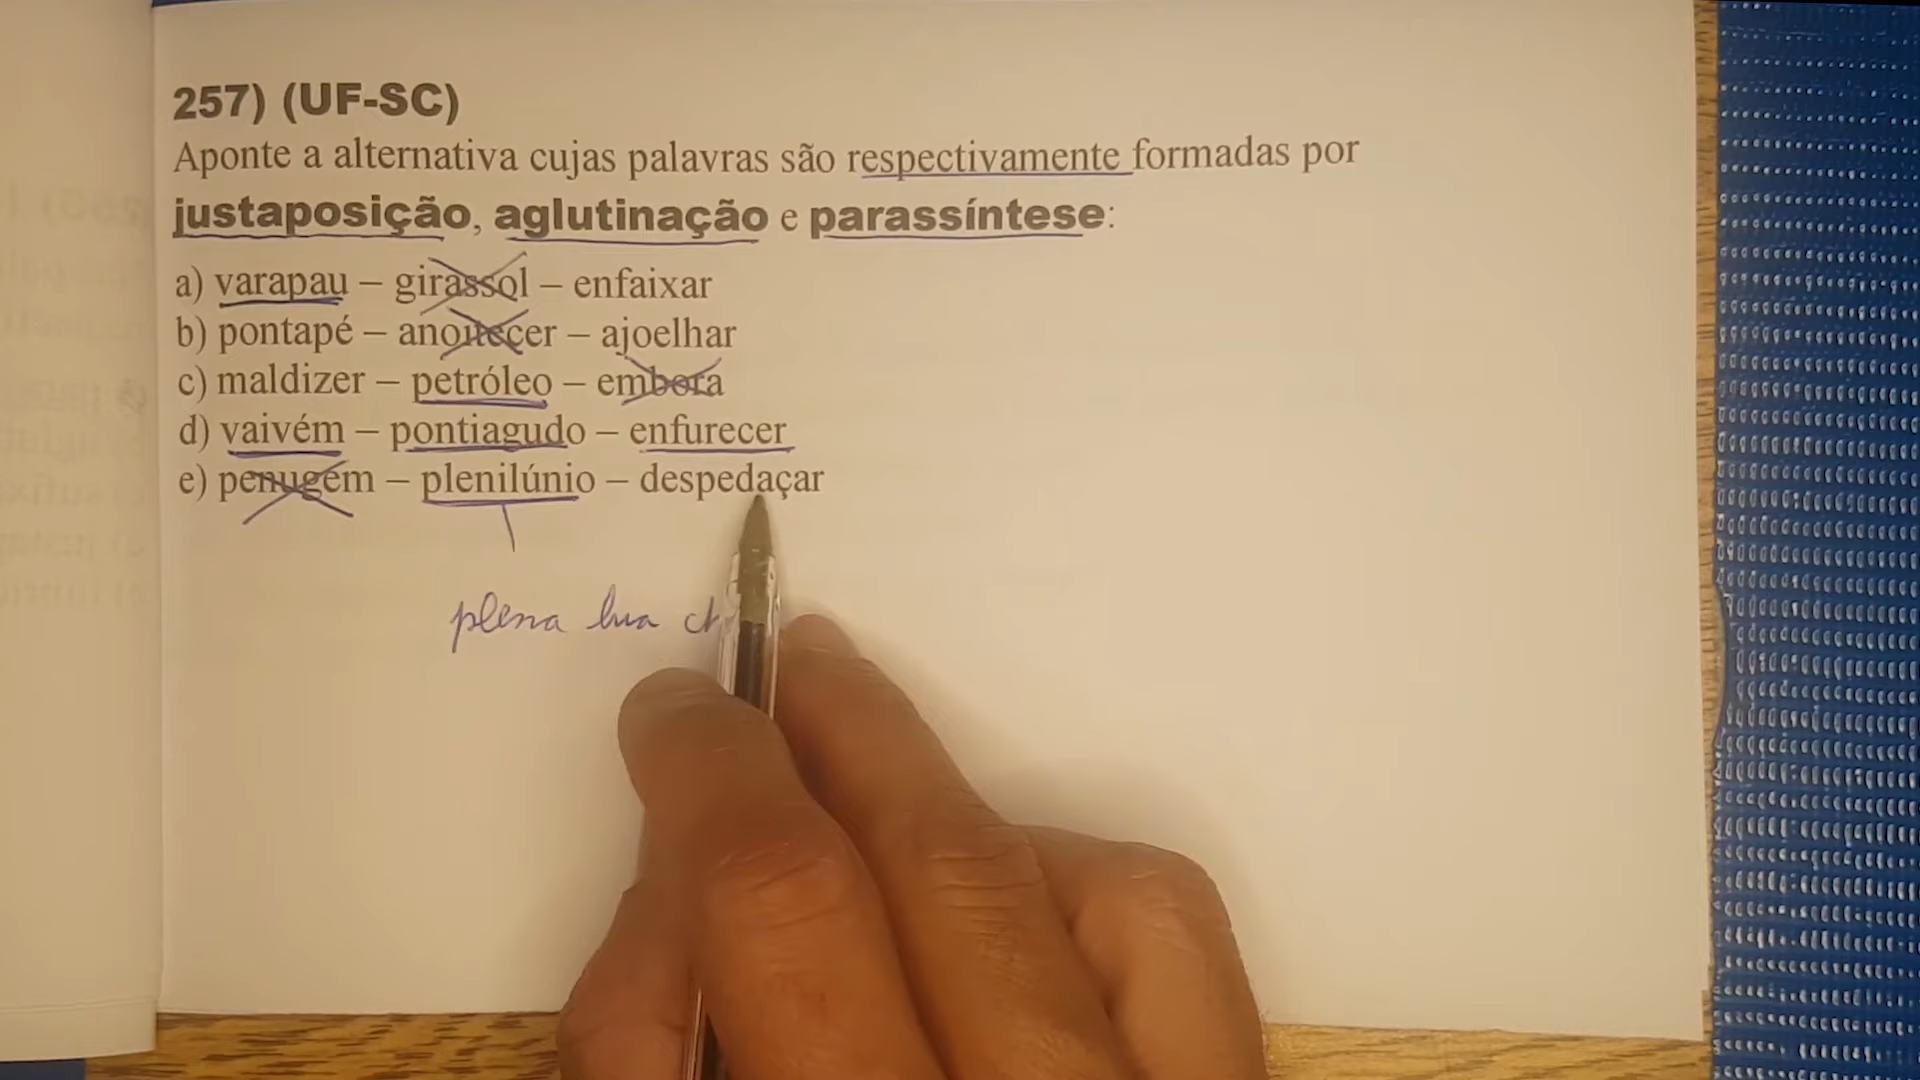 257) (UF-SC)
Aponte a alternativa cujas palavras são respectivamente formadas por
justaposição, aglutinação e parassíntese:
a) varapau – girassol – enfaixar
b) pontapé – anoitecer – ajoelhar
c) maldizer – petróleo – embora
d) vaivém – pontiagudo – enfurecer
e) penugem – plenilúnio – despedaçar
plena lua